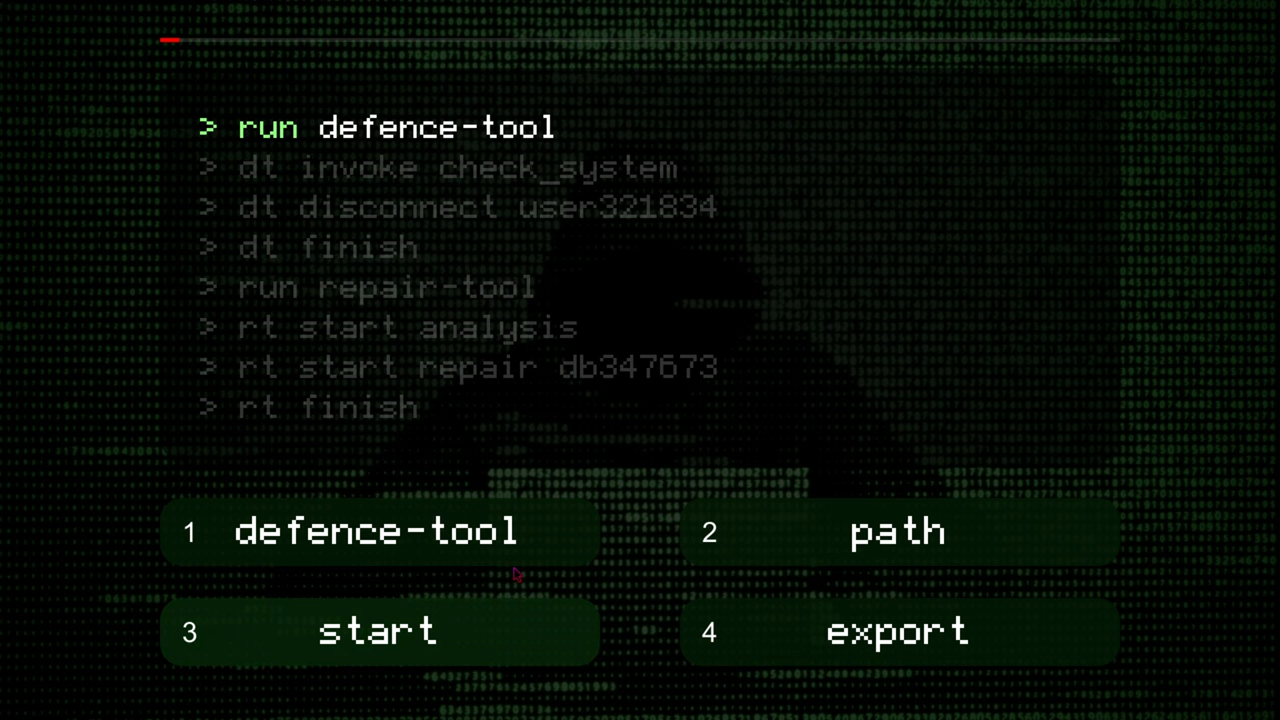 > run defence-tool
> dt invoke check_system
> dt disconnect user321834
> dt finish
> run repair-tool
> rt start analysis
> rt start repair db347673
> rt finish
1 defence-tool
2 path
3 start
4 export